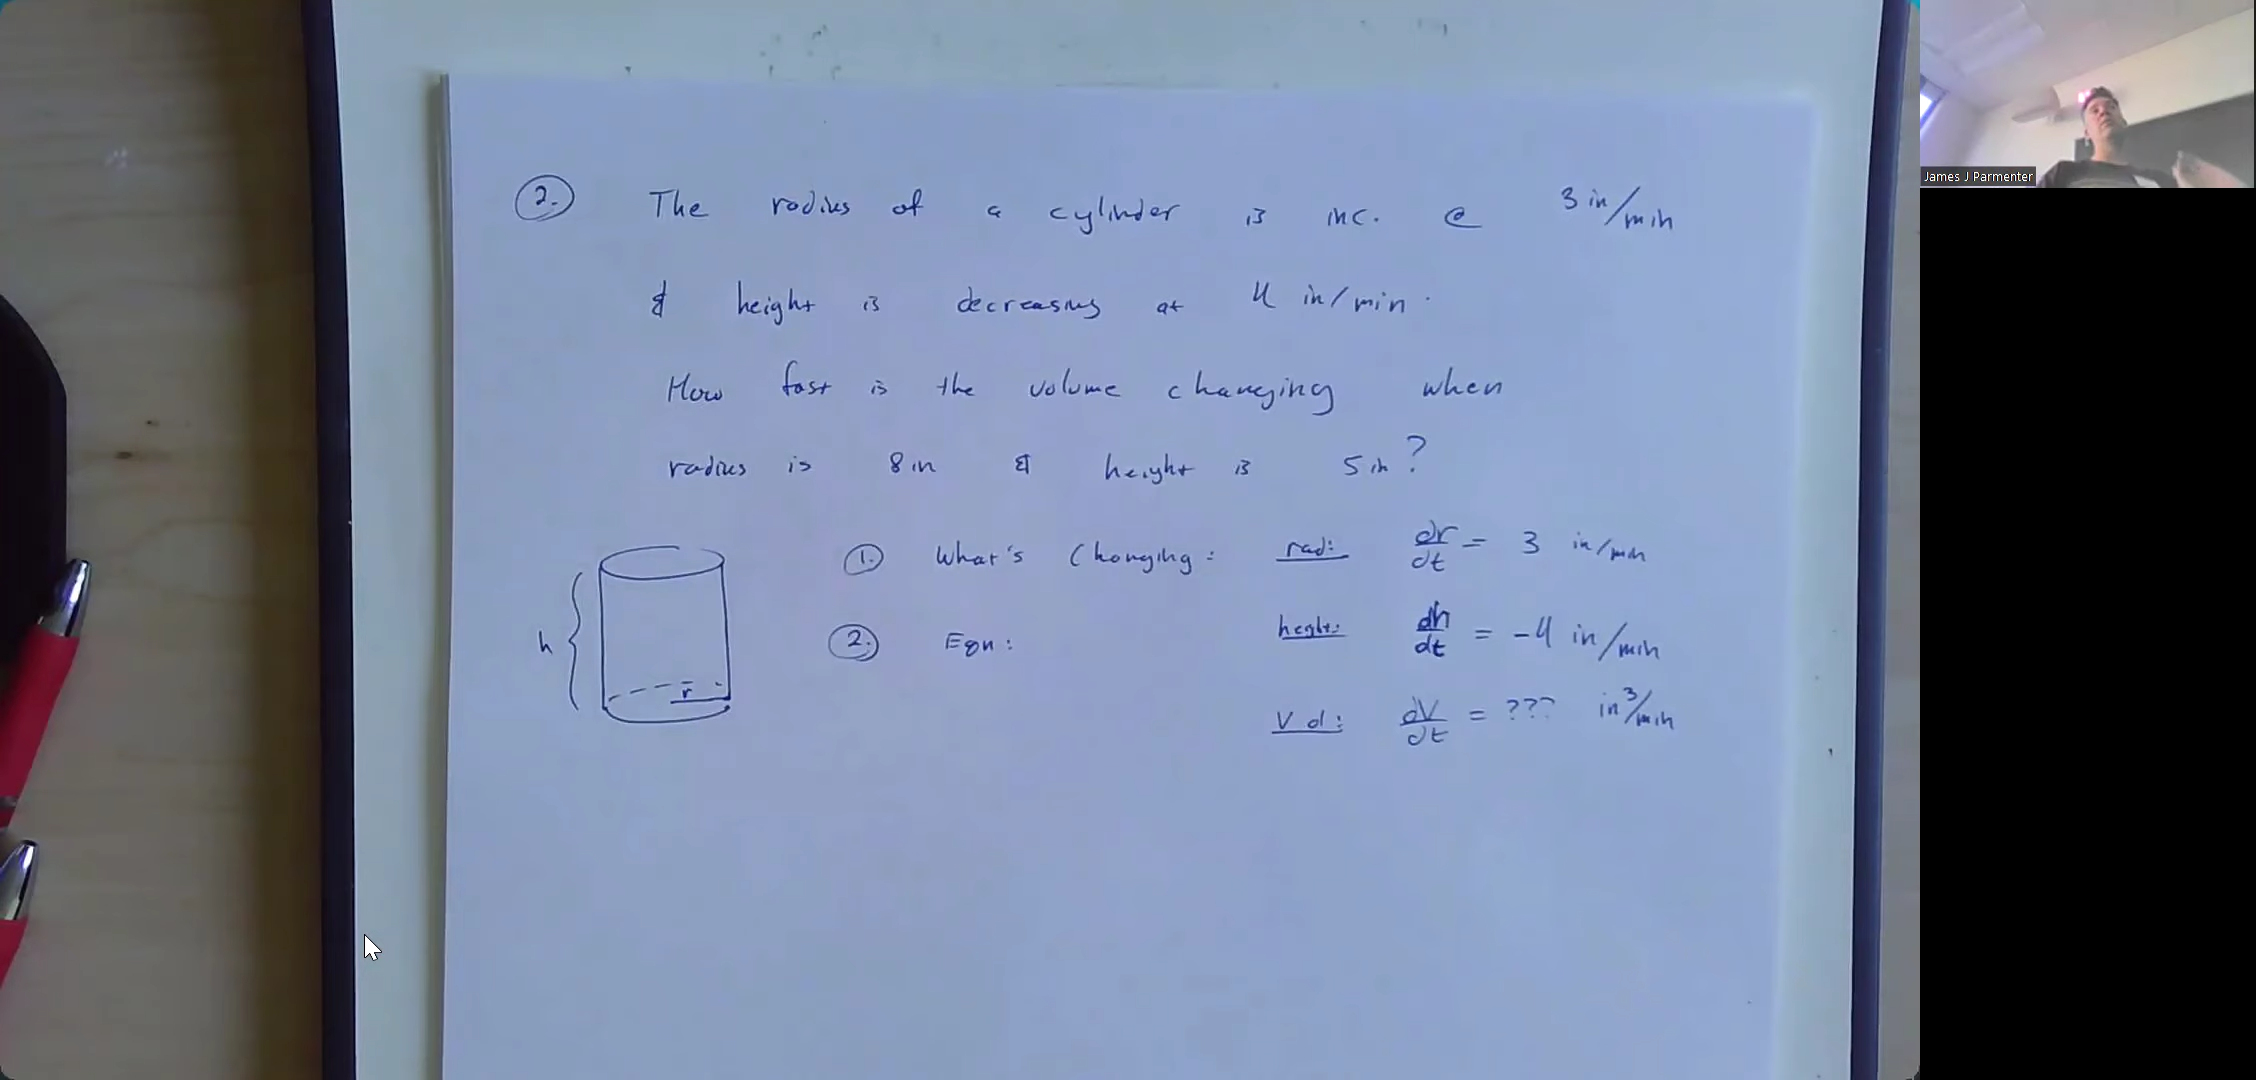 2. The radius of a cylinder is inc. @ 3 in/min
& height is decreasing at 4 in/min.
How fast is the volume changing when
radius is 8 in & height is 5 in?
1. What's Changing: rad: dr/dt = 3 in/min
h
r
2. Eqn: height: dh/dt = -4 in/min
Vol: dV/dt = ??? in³/min
James J Parmenter